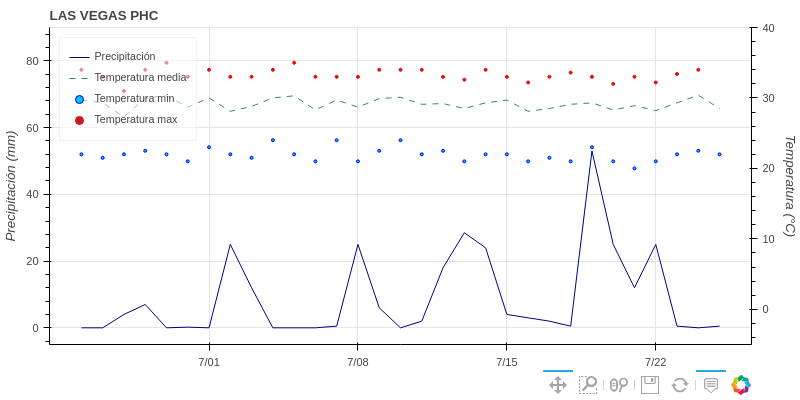 LAS VEGAS PHC
Precipitación
Temperatura media
Temperatura min
Temperatura max
Precipitación (mm)
80
60
40
20
0
Temperatura (°C)
40
30
20
10
0
7/01
7/08
7/15
7/22